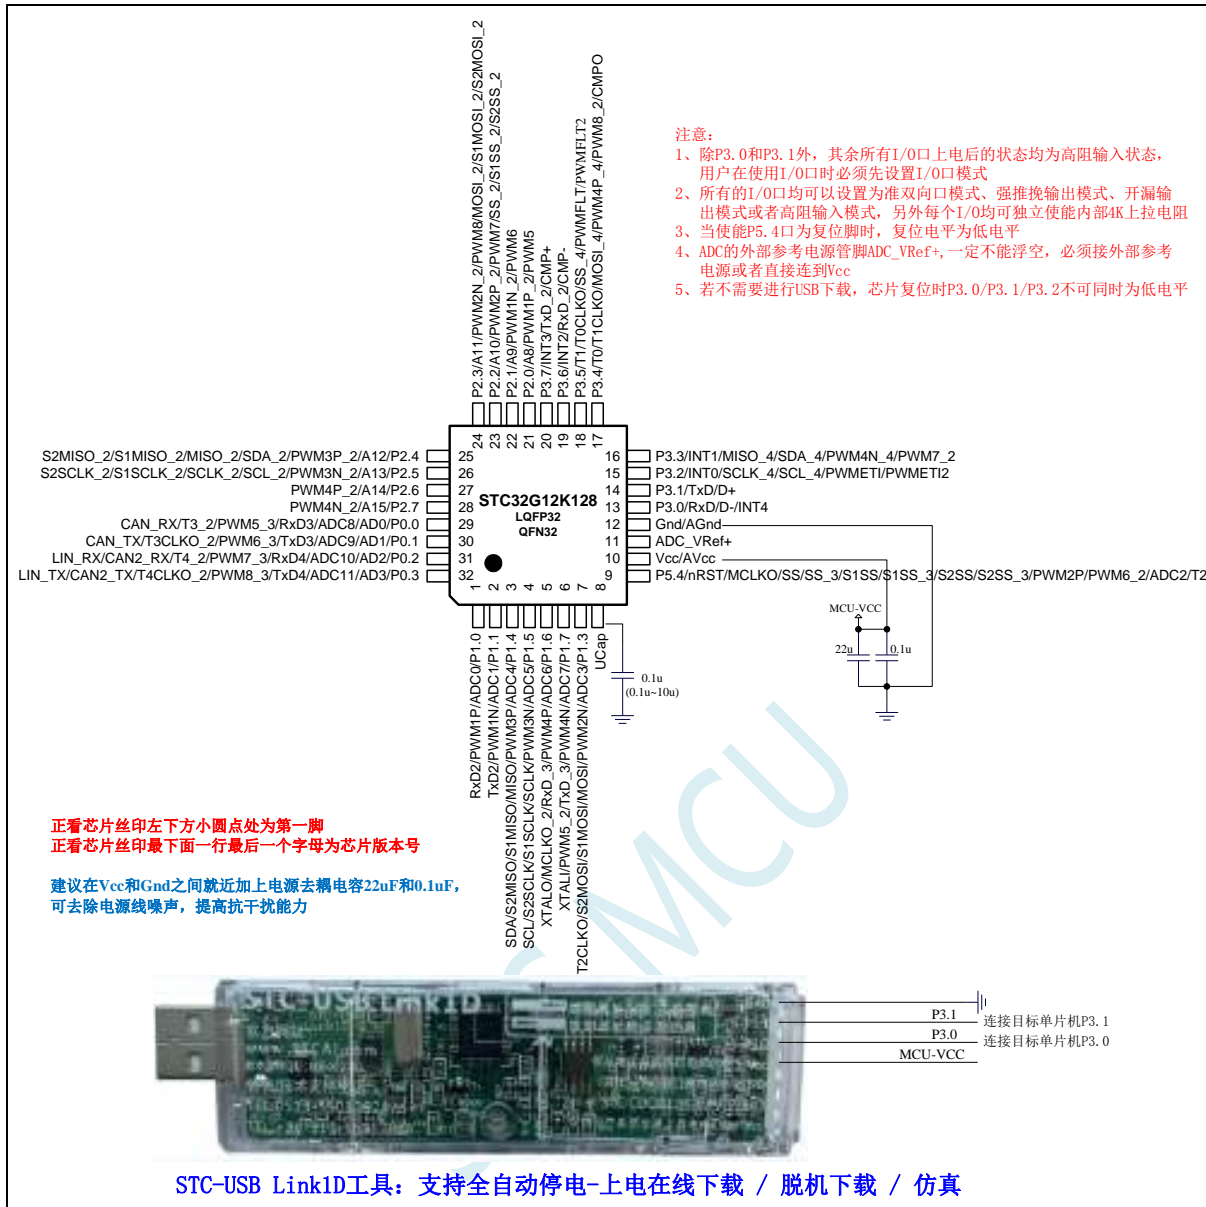 P2.3/A11/PWM2N_2/PWM8/MOSI_2/S1MOSI_2/S2MOSI_2
P2.2/A10/PWM2P_2/PWM7/SS_2/S1SS_2/S2SS_2
P2.1/A9/PWM1N_2/PWM6
P2.0/A8/PWM1P_2/PWM5
P3.7/INT3/TxD_2/CMP+
P3.6/INT2/RxD_2/CMP-
P3.5/T1/T0CLKO/SS_4/PWMFLT/PWMFLT2
P3.4/T0/T1CLKO/MOSI_4/PWM4P_4/PWM8_2/CMPO
注意:
1、除P3.0和P3.1外，其余所有I/O口上电后的状态均为高阻输入状态，
用户在使用I/O口时必须先设置I/O口模式
2、所有的I/O口均可以设置为准双向口模式、强推挽输出模式、开漏输
出模式或者高阻输入模式，另外每个I/O均可独立使能内部4K上拉电阻
3、当使能P5.4口为复位脚时，复位电平为低电平
4、ADC的外部参考电源管脚ADC_VRef+,一定不能浮空，必须接外部参考
电源或者直接连到Vcc
5、若不需要进行USB下载，芯片复位时P3.0/P3.1/P3.2不可同时为低电平
24 23 22 21 20 19 18 17
S2MISO_2/S1MISO_2/MISO_2/SDA_2/PWM3P_2/A12/P2.4 25
S2SCLK_2/S1SCLK_2/SCLK_2/SCL_2/PWM3N_2/A13/P2.5 26
PWM4P_2/A14/P2.6 27
PWM4N_2/A15/P2.7 28
CAN_RX/T3_2/PWM5_3/RxD3/ADC8/AD0/P0.0 29
CAN_TX/T3CLKO_2/PWM6_3/TxD3/ADC9/AD1/P0.1 30
LIN_RX/CAN2_RX/T4_2/PWM7_3/RxD4/ADC10/AD2/P0.2 31
LIN_TX/CAN2_TX/T4CLKO_2/PWM8_3/TxD4/ADC11/AD3/P0.3 32
STC32G12K128
LQFP32
QFN32
16 P3.3/INT1/MISO_4/SDA_4/PWM4N_4/PWM7_2
15 P3.2/INT0/SCLK_4/SCL_4/PWMETI/PWMETI2
14 P3.1/TxD/D+
13 P3.0/RxD/D-/INT4
12 Gnd/AGnd
11 ADC_VRef+
10 Vcc/AVcc
9 P5.4/nRST/MCLKO/SS/SS_3/S1SS/S1SS_3/S2SS/S2SS_3/PWM2P/PWM6_2/ADC2/T2
1 2 3 4 5 6 7 8
RxD2/PWM1P/ADC0/P1.0
TxD2/PWM1N/ADC1/P1.1
SDA/S2MISO/S1MISO/MISO/PWM3P/ADC4/P1.4
SCL/S2SCLK/S1SCLK/SCLK/PWM3N/ADC5/P1.5
XTALO/MCLKO_2/RxD_3/PWM4P/ADC6/P1.6
XTALI/PWM5_2/TxD_3/PWM4N/ADC7/P1.7
T2CLKO/S2MOSI/S1MOSI/MOSI/PWM2N/ADC3/P1.3
UCap
0.1u
(0.1u~10u)
MCU-VCC
22u
0.1u
正看芯片丝印左下方小圆点处为第一脚
正看芯片丝印最下面一行最后一个字母为芯片版本号
建议在Vcc和Gnd之间就近加上电源去耦电容22uF和0.1uF，
可去除电源线噪声，提高抗干扰能力
MCU
STC-USB Link1D
P3.1 连接目标单片机P3.1
P3.0 连接目标单片机P3.0
MCU-VCC
STC-USB Link1D工具：支持全自动停电-上电在线下载 / 脱机下载 / 仿真